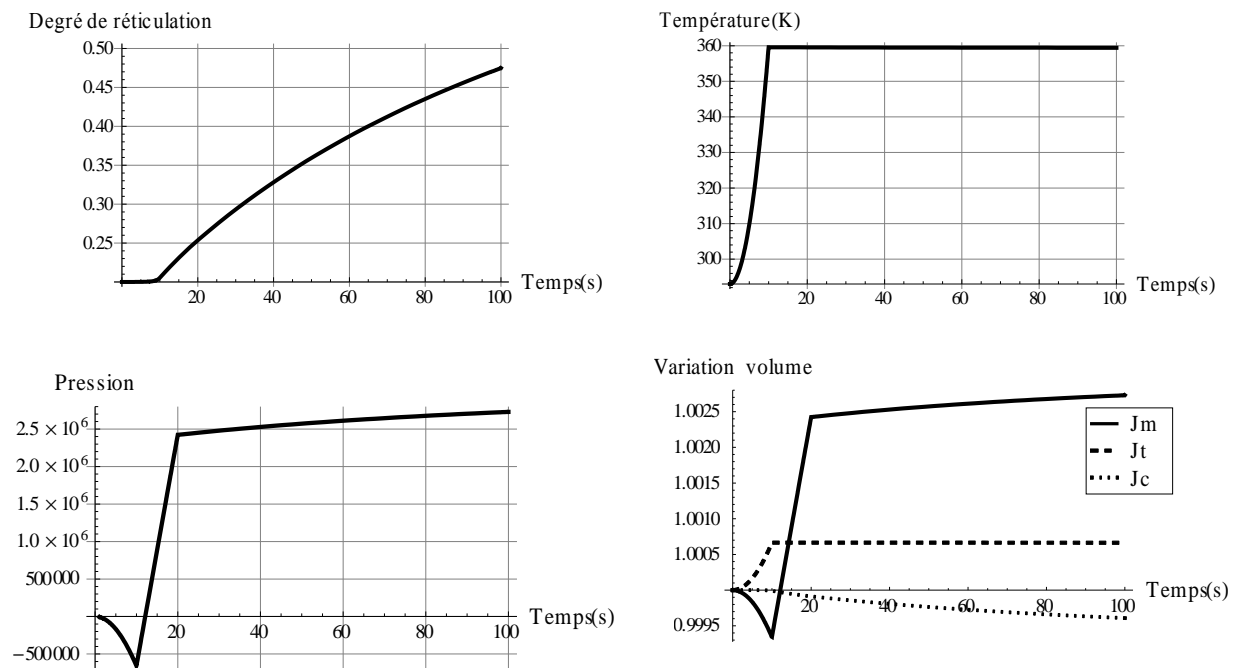 Degré de réticulation
0.50
0.45
0.40
0.35
0.30
0.25
20 40 60 80 100
Temps(s)
Température(K)
360
350
340
330
320
310
300
20 40 60 80 100
Temps(s)
Pression
2.5 × 10⁶
2.0 × 10⁶
1.5 × 10⁶
1.0 × 10⁶
500000
−500000
20 40 60 80 100
Temps(s)
Variation volume
1.0025
1.0020
1.0015
1.0010
1.0005
0.9995
20 40 60 80 100
Temps(s)
Jm
Jt
Jc